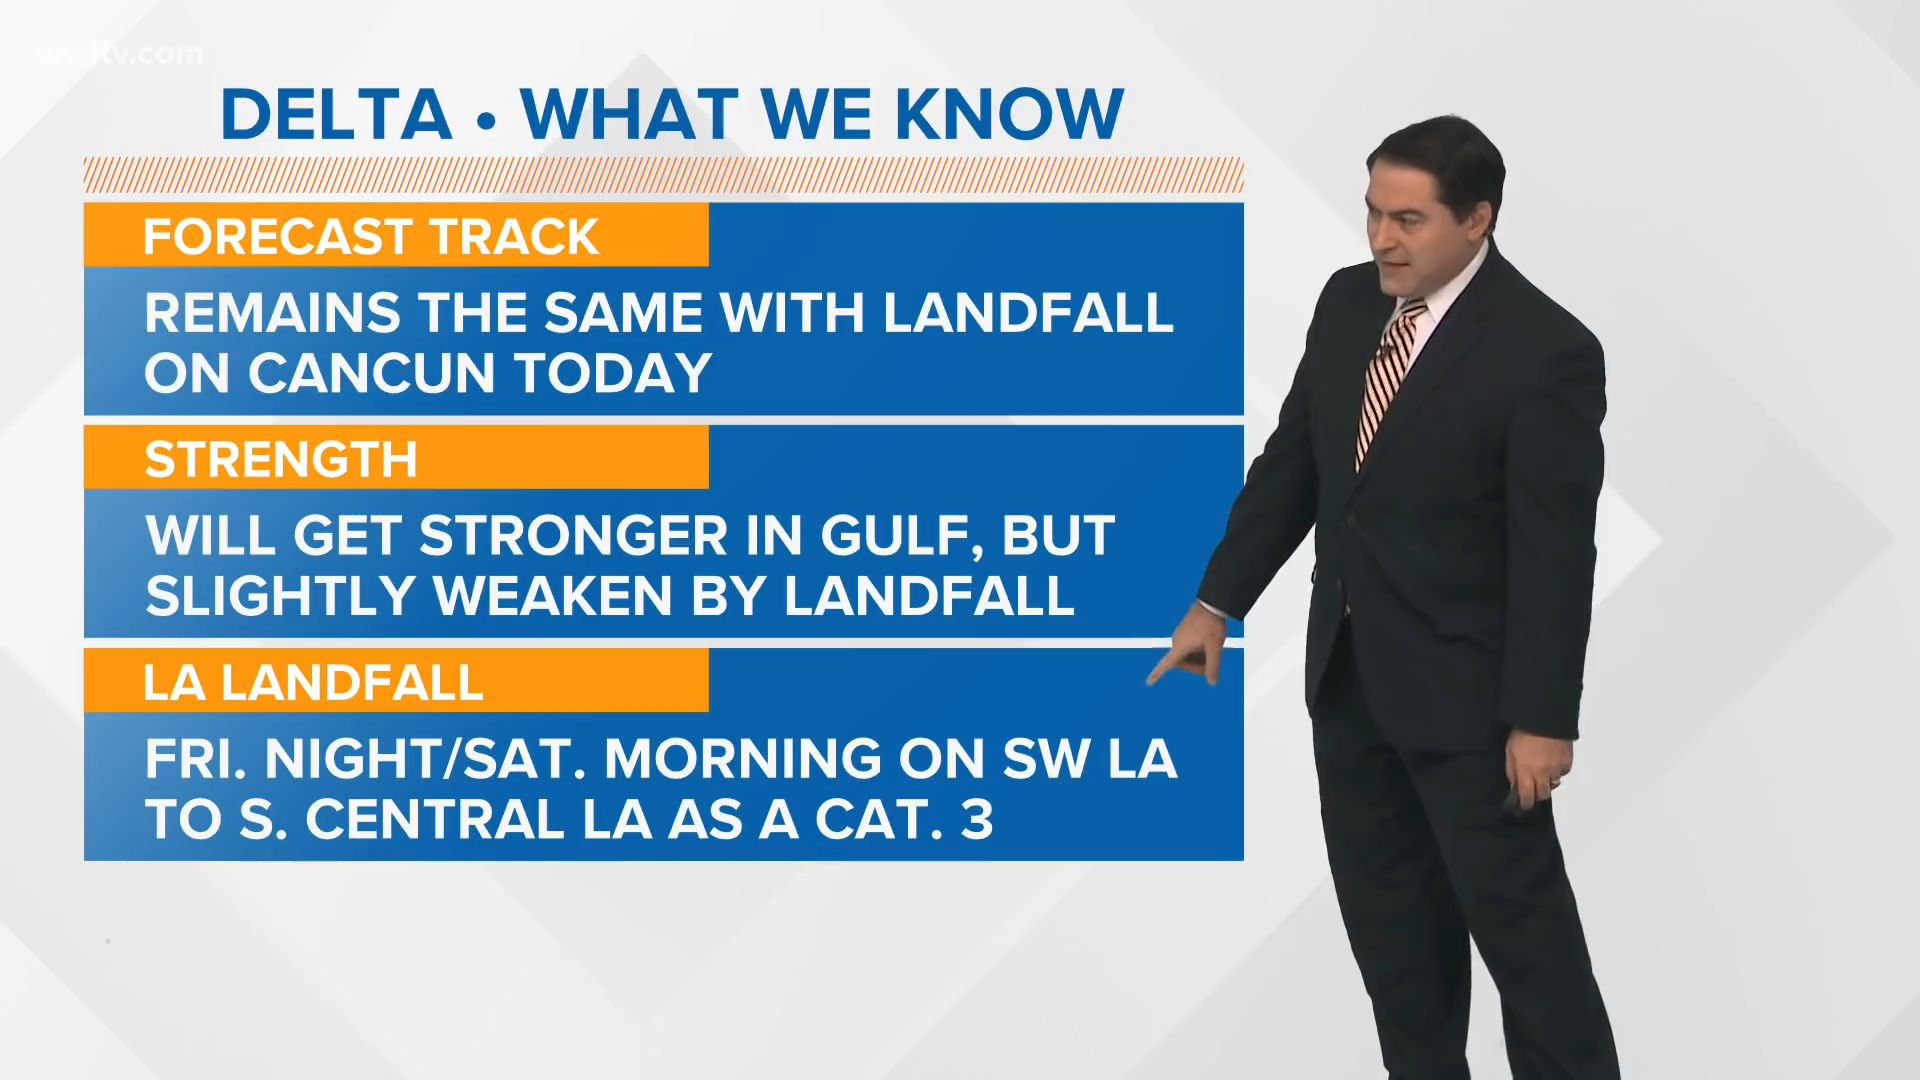 wwltv.com
DELTA • WHAT WE KNOW
FORECAST TRACK
REMAINS THE SAME WITH LANDFALL
ON CANCUN TODAY
STRENGTH
WILL GET STRONGER IN GULF, BUT
SLIGHTLY WEAKEN BY LANDFALL
LA LANDFALL
FRI. NIGHT/SAT. MORNING ON SW LA
TO S. CENTRAL LA AS A CAT. 3